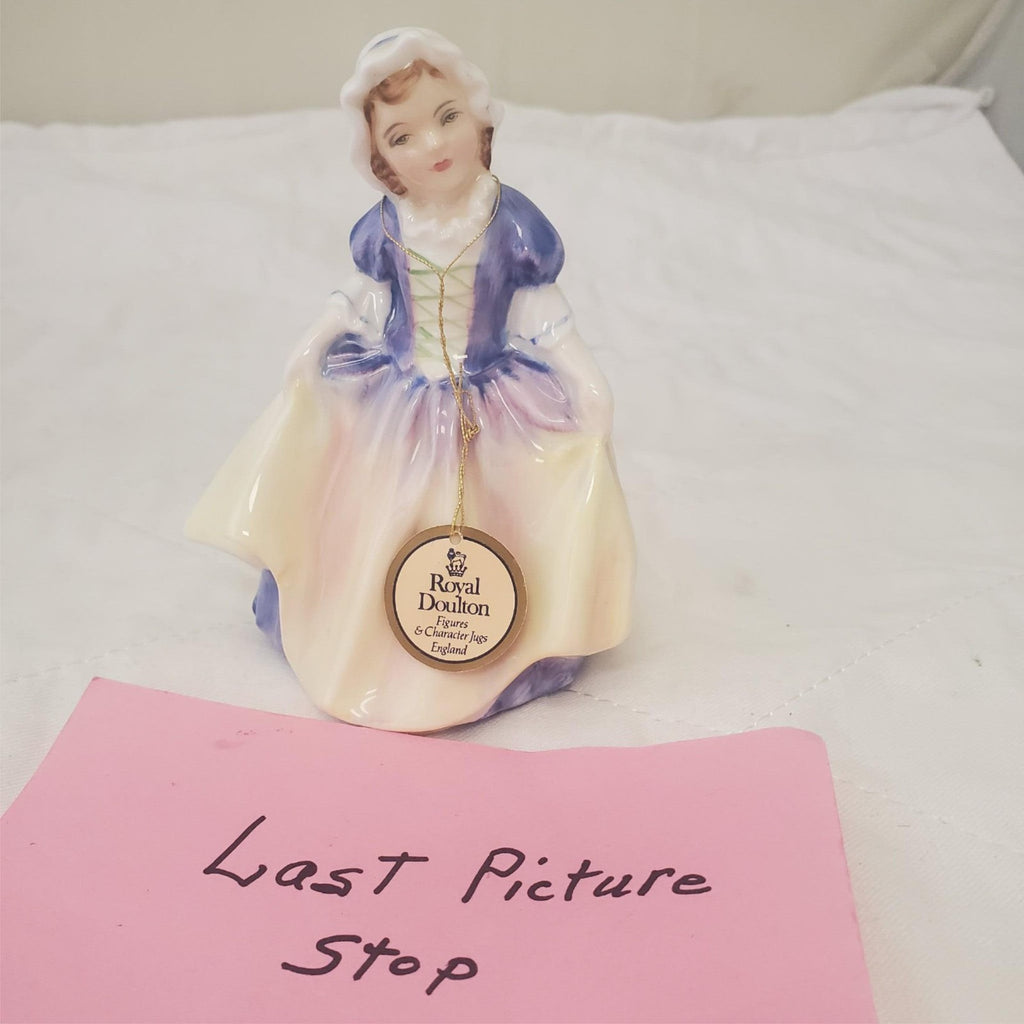 Royal
Doulton
Figures
& Character Jugs
England
Last Picture
Stop